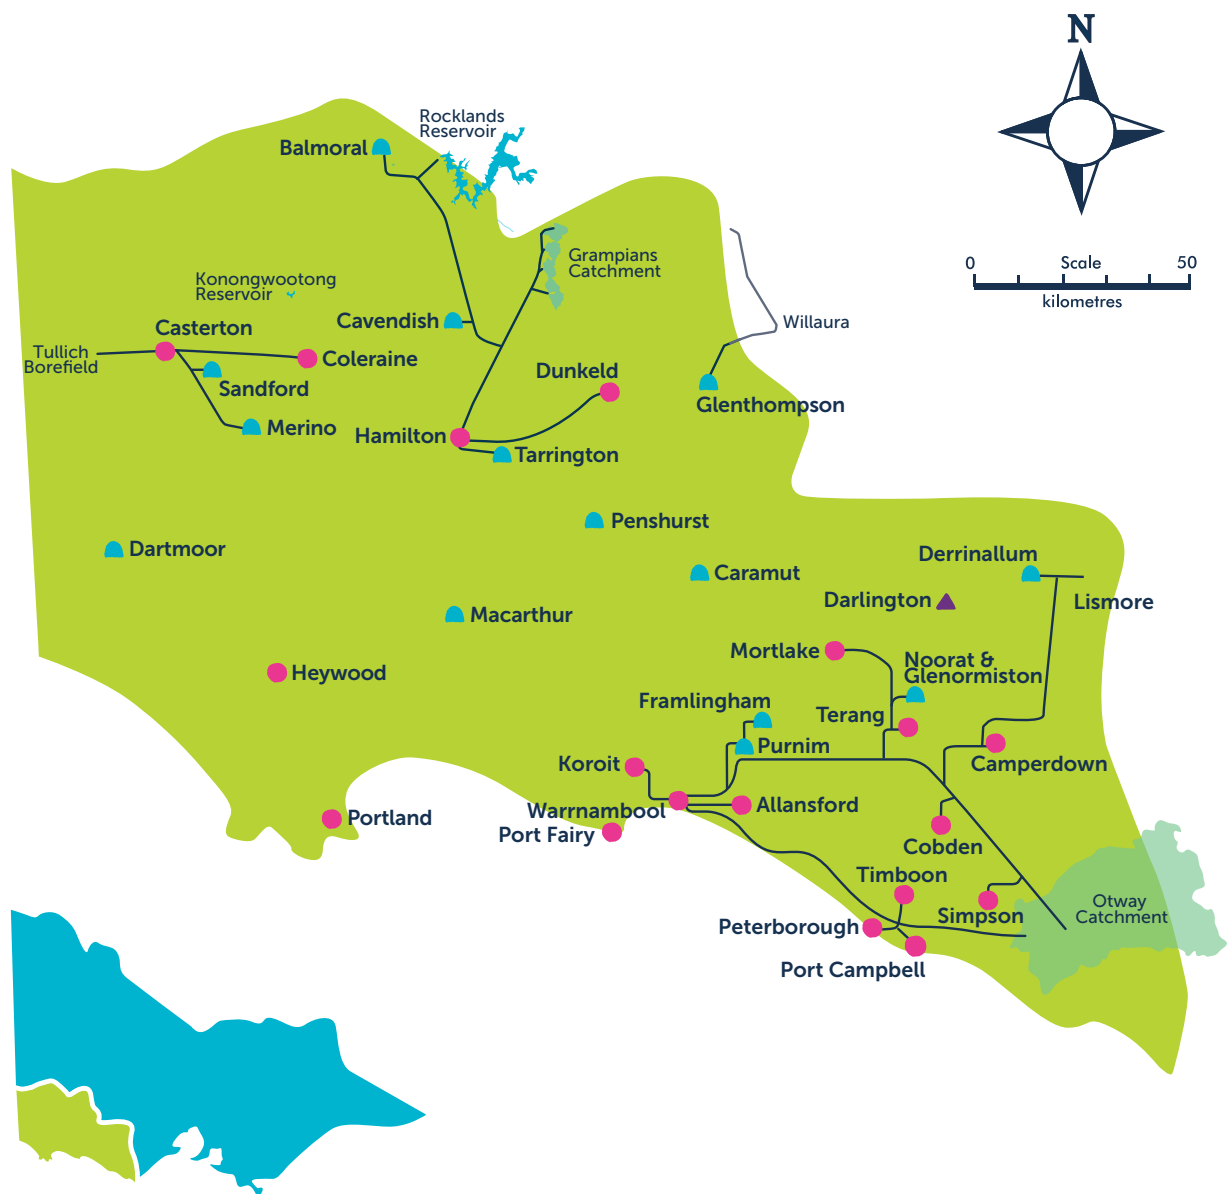 N
Rocklands
Reservoir
Balmoral
Grampians
Catchment
0
Scale
50
kilometres
Konongwootong
Reservoir
Willaura
Cavendish
Casterton
Tullich
Borefield
Coleraine
Dunkeld
Sandford
Glenthompson
Merino
Hamilton
Tarrington
Penshurst
Dartmoor
Derrinallum
Caramut
Darlington
Lismore
Macarthur
Mortlake
Noorat &
Glenormiston
Heywood
Framlingham
Terang
Purnim
Koroit
Camperdown
Allansford
Warrnambool
Portland
Port Fairy
Cobden
Timboon
Otway
Catchment
Simpson
Peterborough
Port Campbell